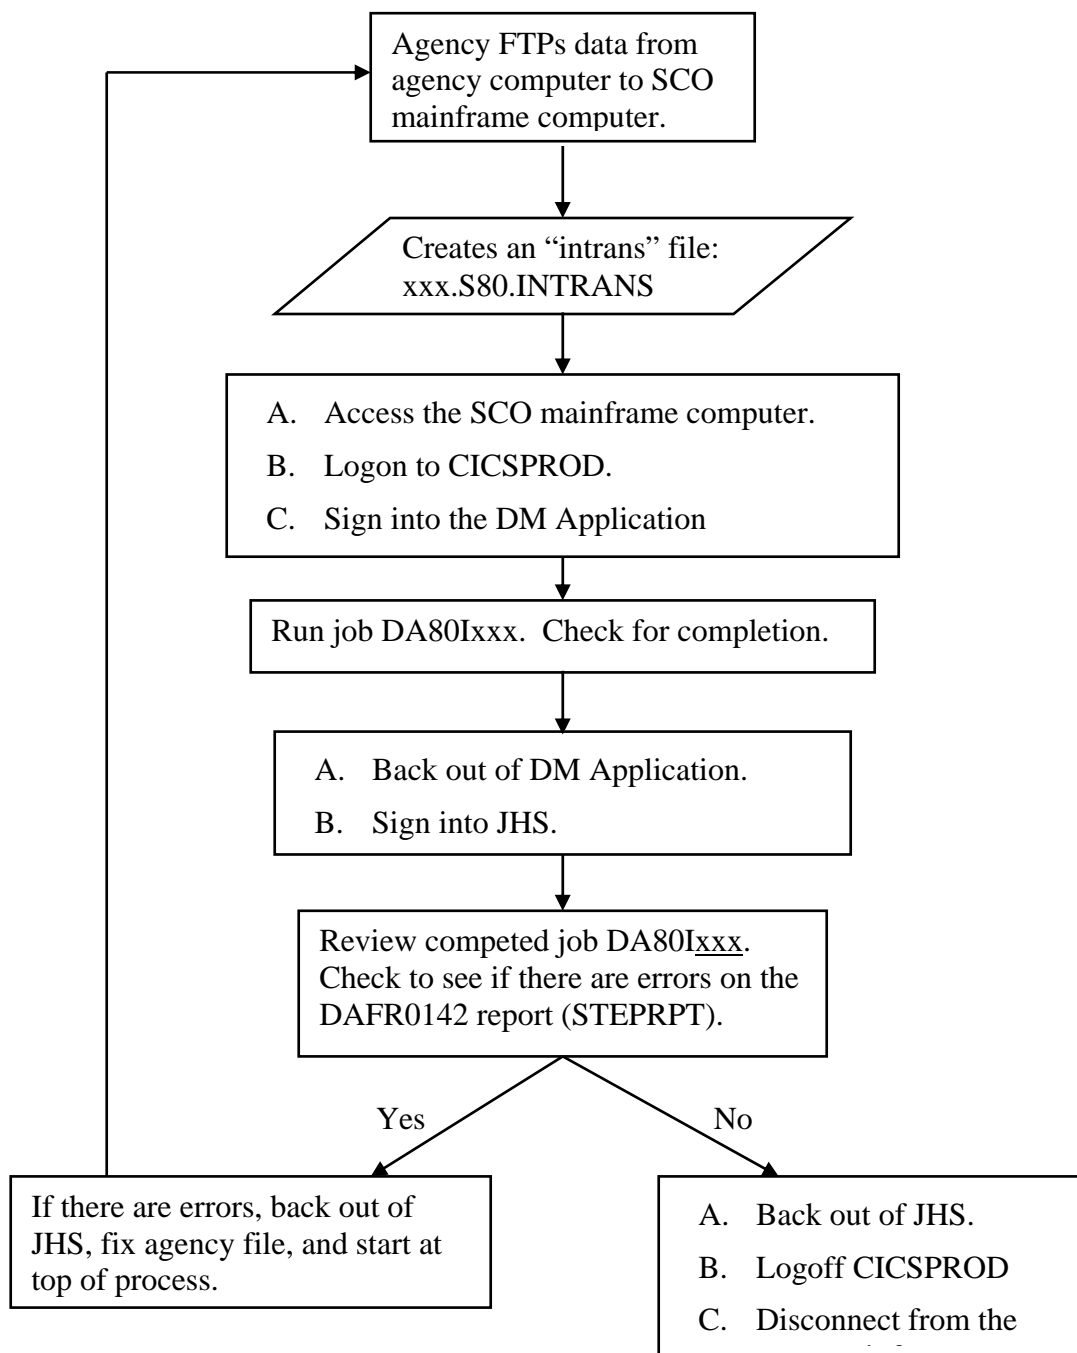 Agency FTPs data from
agency computer to SCO
mainframe computer.
Creates an “intrans” file:
xxx.S80.INTRANS
A. Access the SCO mainframe computer.
B. Logon to CICSPROD.
C. Sign into the DM Application
Run job DA80Ixxx. Check for completion.
A. Back out of DM Application.
B. Sign into JHS.
Review competed job DA80Ixxx.
Check to see if there are errors on the
DAFR0142 report (STEPRPT).
Yes
No
If there are errors, back out of
JHS, fix agency file, and start at
top of process.
A. Back out of JHS.
B. Logoff CICSPROD
C. Disconnect from the